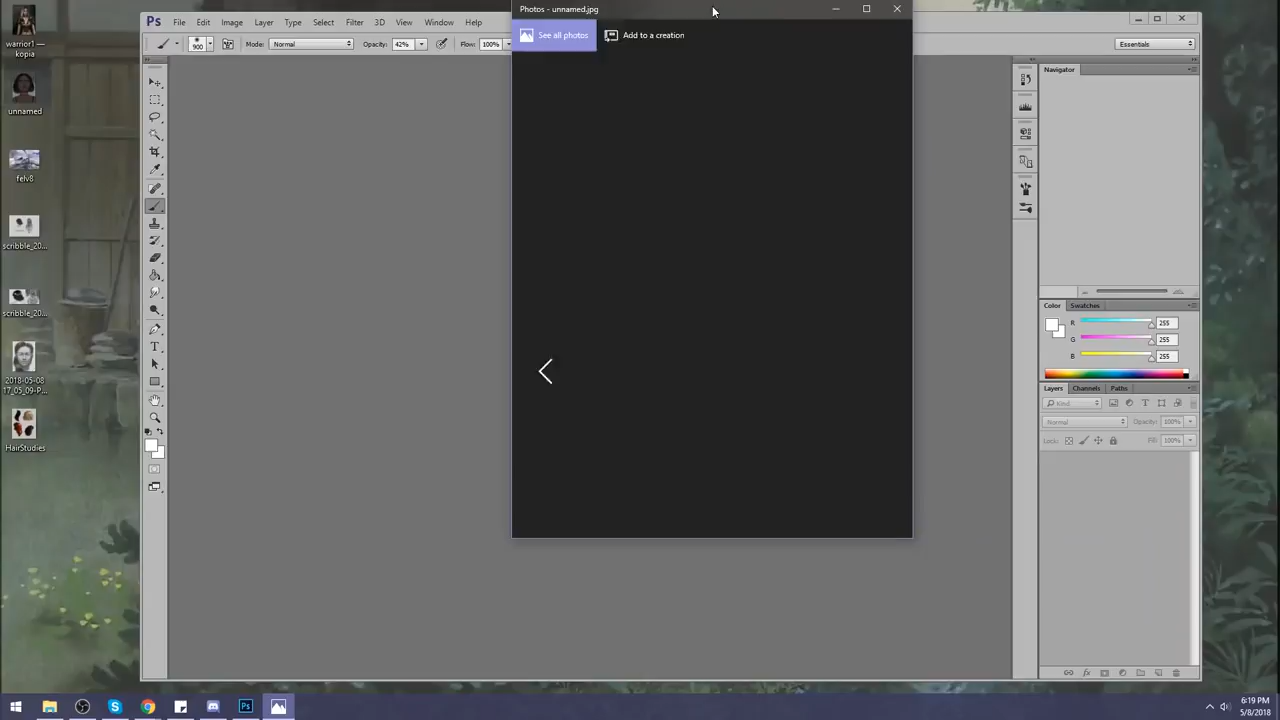 Photos - unnamed.jpg
See all photos
Add to a creation
Ps
File Edit Image Layer Type Select Filter 3D View Window Help
900
Mode: Normal
Opacity: 42%
Flow: 100%
Essentials
Navigator
Color Swatches
R 255
G 255
B 255
Layers Channels Paths
Kind
Normal
Opacity: 100%
Lock:
Fill: 100%
warrior1 —
kopia
unnamed
felv8
scribble_20...
scribble_20...
2018-05-08
17_05_09-P...
HairStudies
T
S
Ps
6:19 PM
5/8/2018